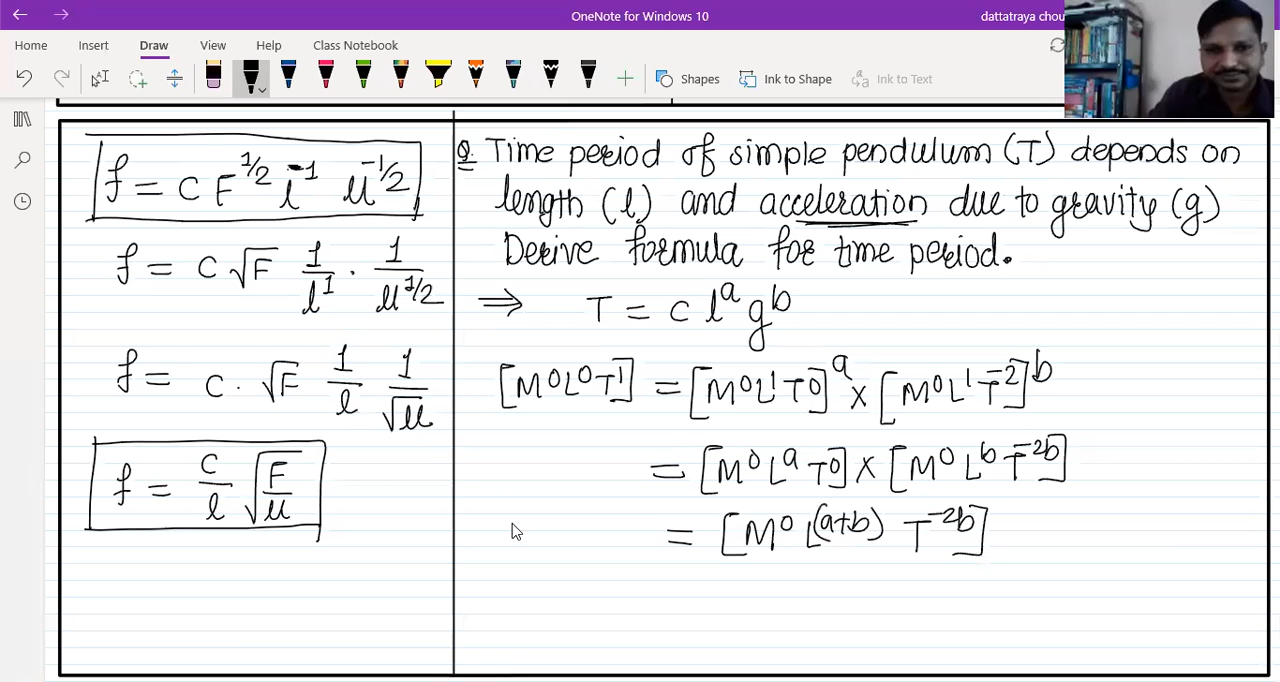 OneNote for Windows 10
dattatraya chou
Home Insert Draw View Help Class Notebook
Shapes Ink to Shape Ink to Text
f = C F^1/2 l^-1 μ^-1/2
f = C √F 1/l^1 · 1/μ^1/2
f = C · √F 1/l 1/√μ
f = C/l √F/μ
Q. Time period of simple pendulum (T) depends on
length (l) and acceleration due to gravity (g)
Derive formula for time period.
⇒ T = C l^a g^b
[M^0 L^0 T^1] = [M^0 L^1 T^0]^a × [M^0 L^1 T^-2]^b
= [M^0 L^a T^0] × [M^0 L^b T^-2b]
= [M^0 L^(a+b) T^-2b]